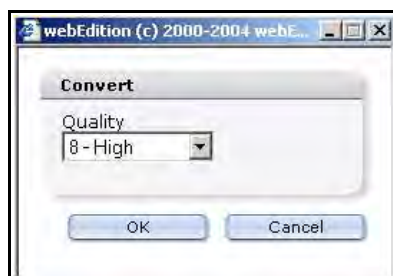 webEdition (c) 2000-2004 webE...
Convert
Quality
8 - High
OK
Cancel